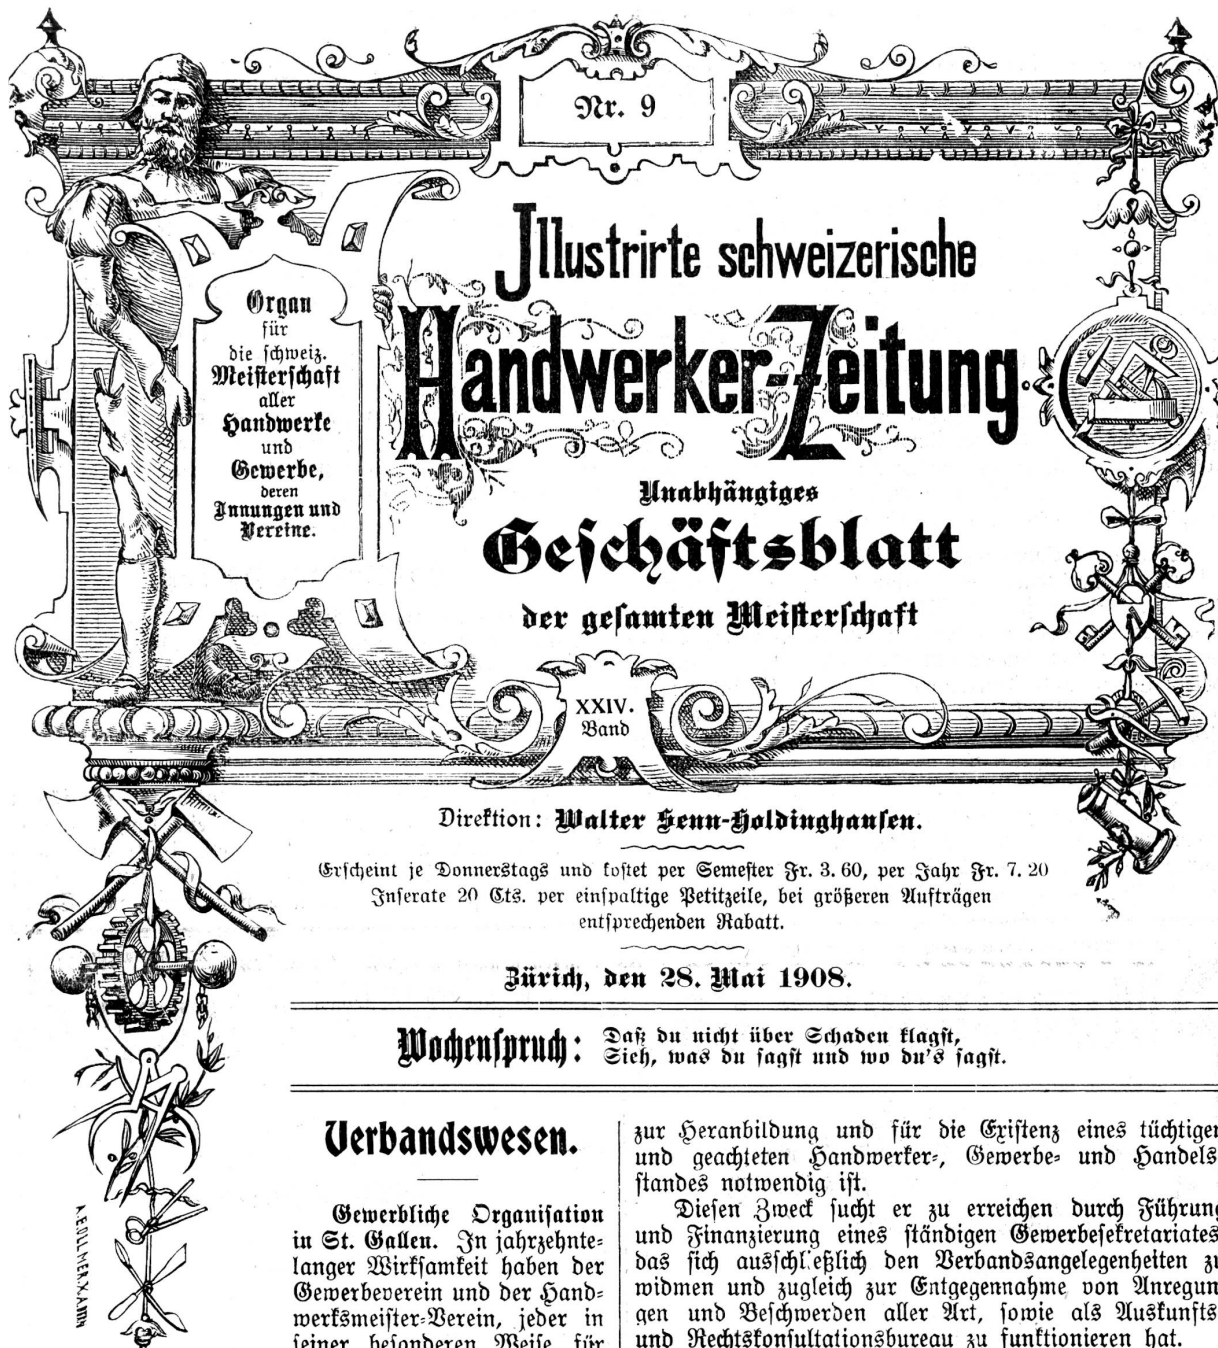 Nr. 9
Jllustrirte schweizerische
Handwerker-Zeitung
Organ
für
die schweiz.
Meisterschaft
aller
Handwerke
und
Gewerbe,
deren
Innungen und
Vereine.
Unabhängiges
Geschäftsblatt
der gesamten Meisterschaft
XXIV.
Band
Direktion: Walter Senn-Holdinghausen.
Erscheint je Donnerstags und kostet per Semester Fr. 3. 60, per Jahr Fr. 7. 20
Inserate 20 Cts. per einspaltige Petitzeile, bei größeren Aufträgen
entsprechenden Rabatt.
Zürich, den 28. Mai 1908.
Wochenspruch: Daß du nicht über Schaden klagst,
Sieh, was du sagst und wo du's sagst.
Verbandswesen.
Gewerbliche Organisation
in St. Gallen. In jahrzehnte-
langer Wirksamkeit haben der
Gewerbeverein und der Hand-
werksmeister-Verein, jeder in
seiner besonderen Weise für
zur Heranbildung und für die Existenz eines tüchtigen
und geachteten Handwerker-, Gewerbe- und Handels-
standes notwendig ist.
Diesen Zweck sucht er zu erreichen durch Führung
und Finanzierung eines ständigen Gewerbesekretariates,
das sich ausschließlich den Verbandsangelegenheiten zu
widmen und zugleich zur Entgegennahme von Anregun-
gen und Beschwerden aller Art, sowie als Auskunfts-
und Rechtskonsultationsbureau zu funktionieren hat.